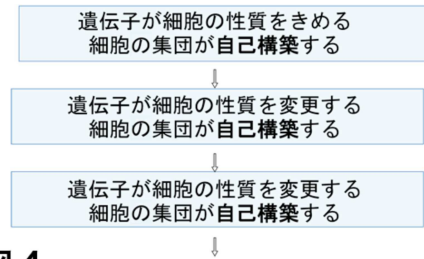 遺伝子が細胞の性質をきめる
細胞の集団が自己構築する
⇩
遺伝子が細胞の性質を変更する
細胞の集団が自己構築する
⇩
遺伝子が細胞の性質を変更する
細胞の集団が自己構築する
⇩